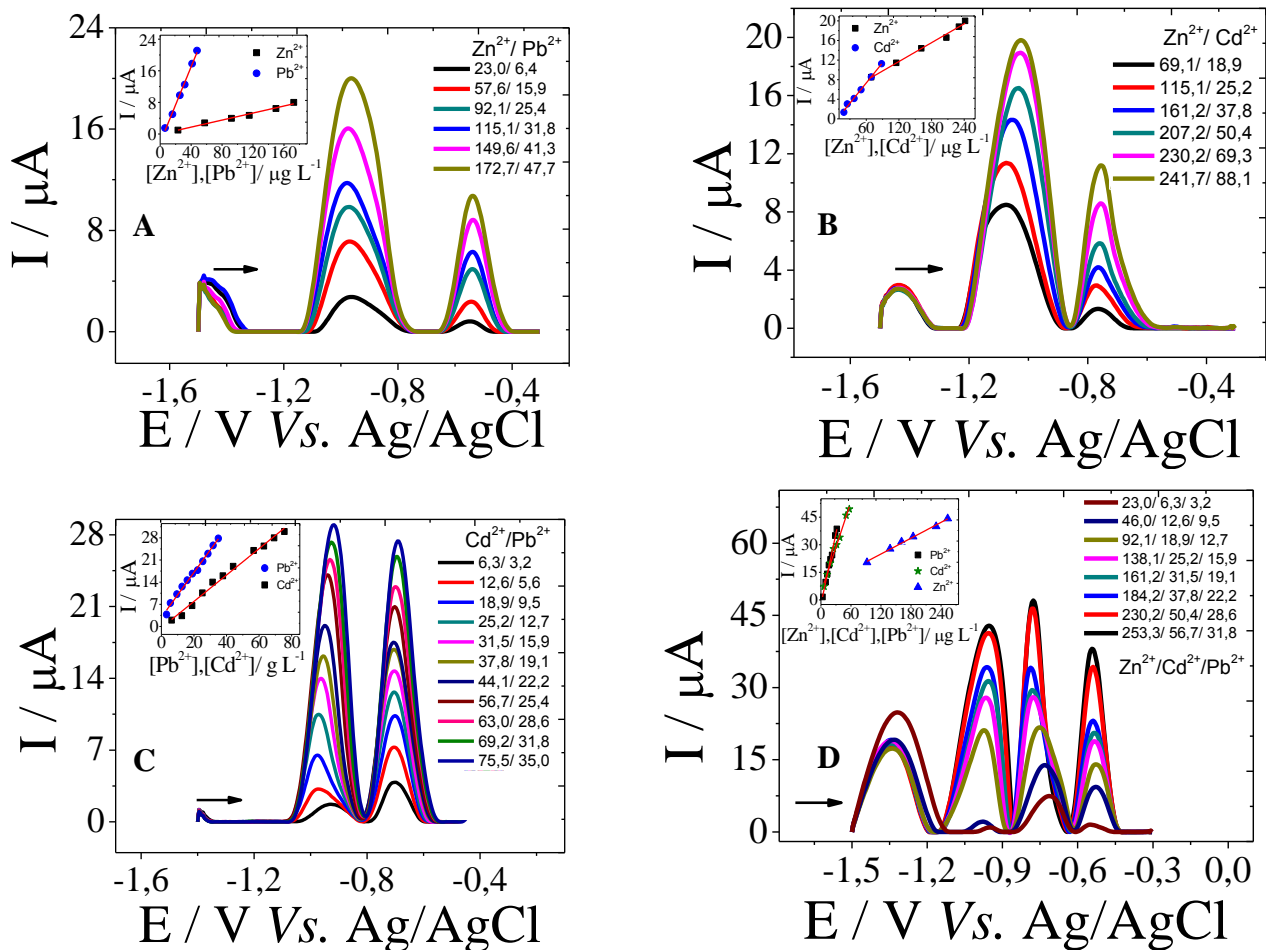 24
18
12
6
0
I / μA
A
-1,6
-1,2
-0,8
-0,4
E / V Vs. Ag/AgCl
Zn²⁺/ Pb²⁺
23,0/ 6,4
57,6/ 15,9
92,1/ 25,4
115,1/ 31,8
149,6/ 41,3
172,7/ 47,7
24
16
8
0
I / μA
Zn²⁺
Pb²⁺
0 40 80 120 160
[Zn²⁺],[Pb²⁺]/ μg L⁻¹
20
16
12
8
4
0
I / μA
B
-1,6
-1,2
-0,8
-0,4
E / V Vs. Ag/AgCl
Zn²⁺/ Cd²⁺
69,1/ 18,9
115,1/ 25,2
161,2/ 37,8
207,2/ 50,4
230,2/ 69,3
241,7/ 88,1
20
16
12
8
4
0
I / μA
Zn²⁺
Cd²⁺
0 60 120 180 240
[Zn²⁺],[Cd²⁺]/ μg L⁻¹
28
21
14
7
0
I / μA
C
-1,6
-1,2
-0,8
-0,4
E / V Vs. Ag/AgCl
Cd²⁺/Pb²⁺
6,3/ 3,2
12,6/ 5,6
18,9/ 9,5
25,2/ 12,7
31,5/ 15,9
37,8/ 19,1
44,1/ 22,2
56,7/ 25,4
63,0/ 28,6
69,2/ 31,8
75,5/ 35,0
28
21
14
7
0
I / μA
Pb²⁺
Cd²⁺
0 20 40 60 80
[Pb²⁺],[Cd²⁺]/ g L⁻¹
60
45
30
15
0
I / μA
D
-1,5
-1,2
-0,9
-0,6
-0,3
0,0
E / V Vs. Ag/AgCl
23,0/ 6,3/ 3,2
46,0/ 12,6/ 9,5
92,1/ 18,9/ 12,7
138,1/ 25,2/ 15,9
161,2/ 31,5/ 19,1
184,2/ 37,8/ 22,2
230,2/ 50,4/ 28,6
253,3/ 56,7/ 31,8
Zn²⁺/Cd²⁺/Pb²⁺
45
30
15
0
I / μA
Pb²⁺
Cd²⁺
Zn²⁺
0 60 120 180 240
[Zn²⁺],[Cd²⁺],[Pb²⁺]/ μg L⁻¹